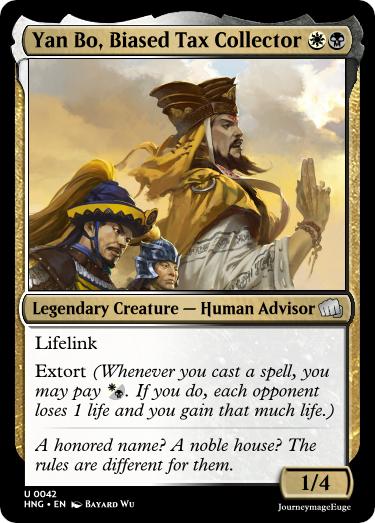 Yan Bo, Biased Tax Collector
Legendary Creature — Human Advisor
Lifelink
Extort (Whenever you cast a spell, you
may pay . If you do, each opponent
loses 1 life and you gain that much life.)
A honored name? A noble house? The
rules are different for them.
1/4
U 0042
HNG • EN Bayard Wu
JourneymageEuge